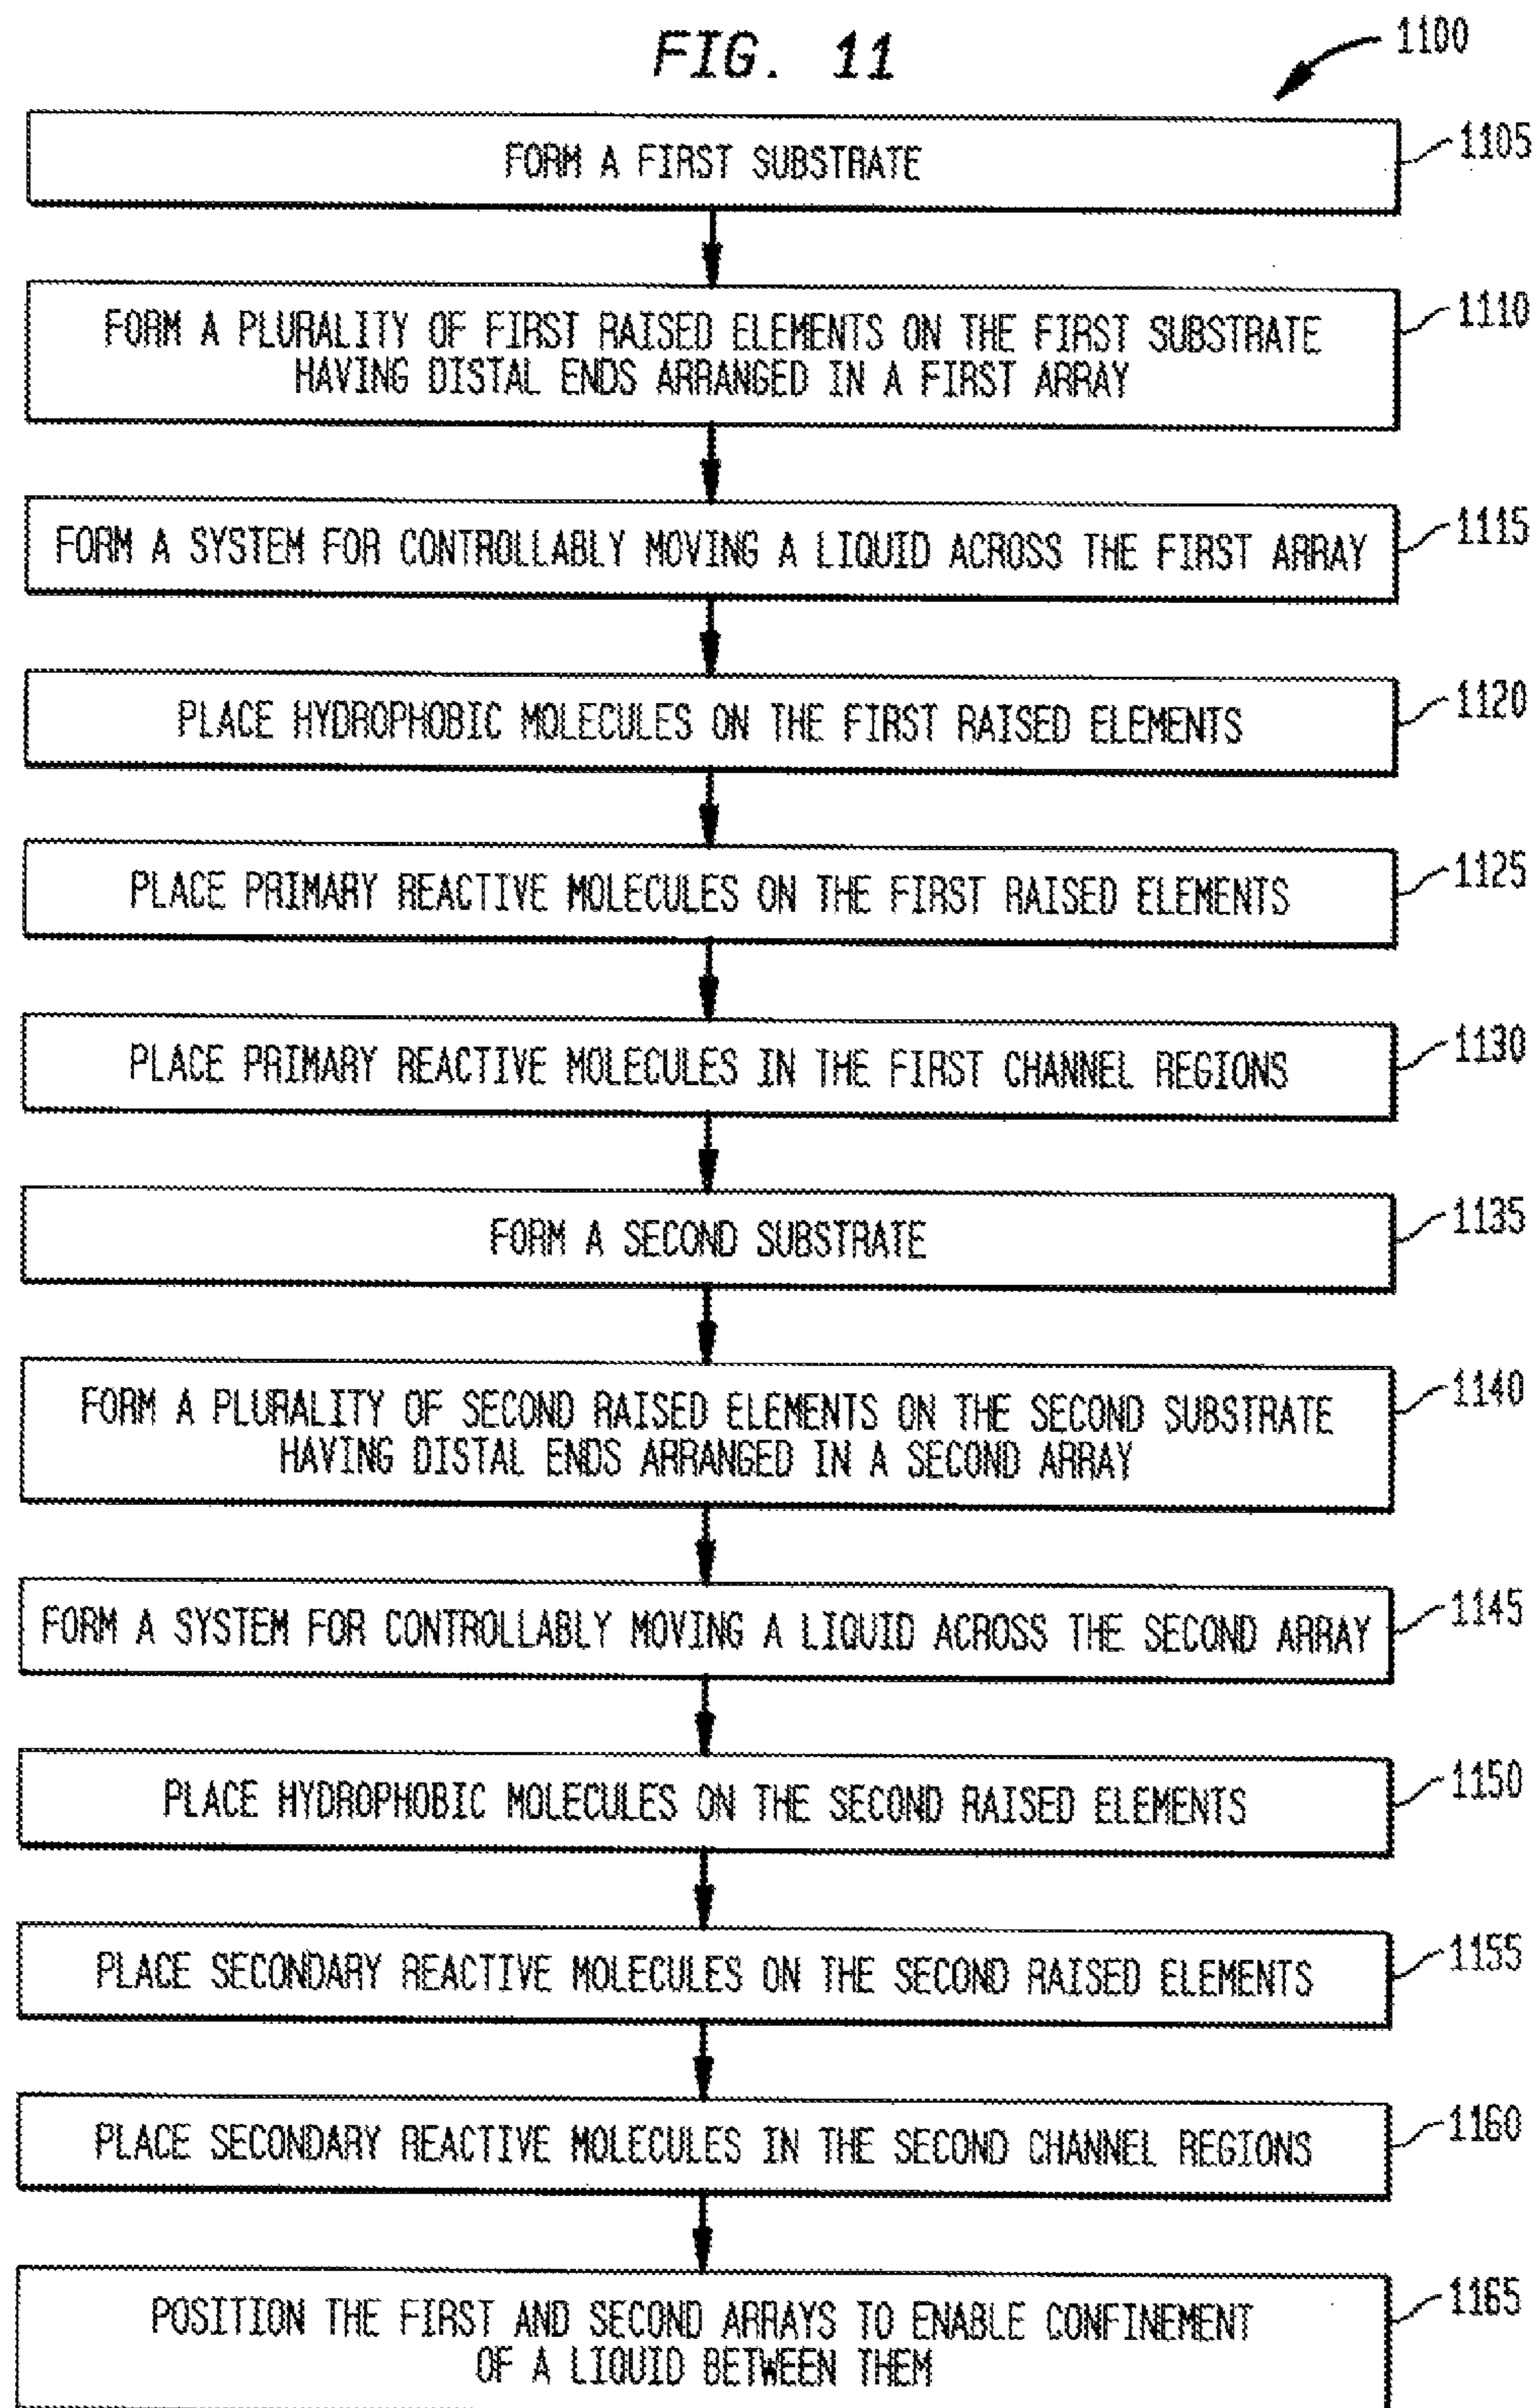 FIG. 11
1100
FORM A FIRST SUBSTRATE
1105
FORM A PLURALITY OF FIRST RAISED ELEMENTS ON THE FIRST SUBSTRATE
HAVING DISTAL ENDS ARRANGED IN A FIRST ARRAY
1110
FORM A SYSTEM FOR CONTROLLABLY MOVING A LIQUID ACROSS THE FIRST ARRAY
1115
PLACE HYDROPHOBIC MOLECULES ON THE FIRST RAISED ELEMENTS
1120
PLACE PRIMARY REACTIVE MOLECULES ON THE FIRST RAISED ELEMENTS
1125
PLACE PRIMARY REACTIVE MOLECULES IN THE FIRST CHANNEL REGIONS
1130
FORM A SECOND SUBSTRATE
1135
FORM A PLURALITY OF SECOND RAISED ELEMENTS ON THE SECOND SUBSTRATE
HAVING DISTAL ENDS ARRANGED IN A SECOND ARRAY
1140
FORM A SYSTEM FOR CONTROLLABLY MOVING A LIQUID ACROSS THE SECOND ARRAY
1145
PLACE HYDROPHOBIC MOLECULES ON THE SECOND RAISED ELEMENTS
1150
PLACE SECONDARY REACTIVE MOLECULES ON THE SECOND RAISED ELEMENTS
1155
PLACE SECONDARY REACTIVE MOLECULES IN THE SECOND CHANNEL REGIONS
1160
POSITION THE FIRST AND SECOND ARRAYS TO ENABLE CONFINEMENT
OF A LIQUID BETWEEN THEM
1165